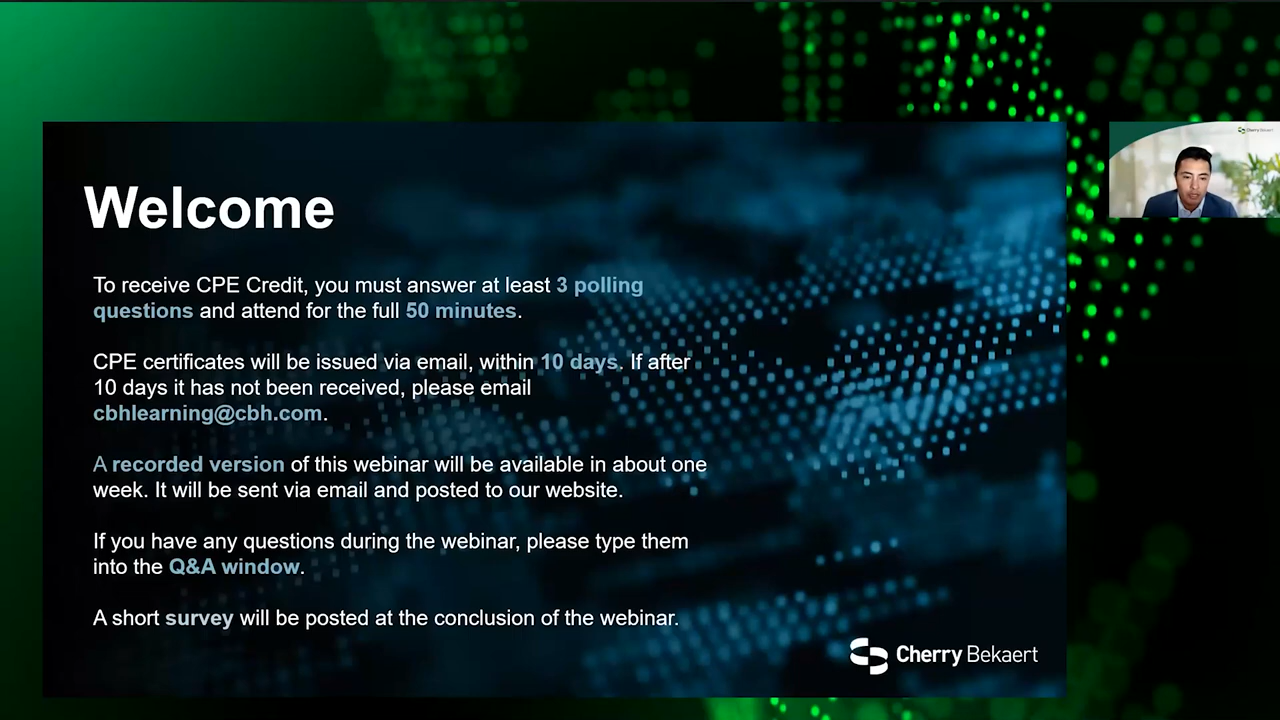 Welcome
To receive CPE Credit, you must answer at least 3 polling
questions and attend for the full 50 minutes.
CPE certificates will be issued via email, within 10 days. If after
10 days it has not been received, please email
cbhlearning@cbh.com.
A recorded version of this webinar will be available in about one
week. It will be sent via email and posted to our website.
If you have any questions during the webinar, please type them
into the Q&A window.
A short survey will be posted at the conclusion of the webinar.
Cherry Bekaert
Cherry Bekaert